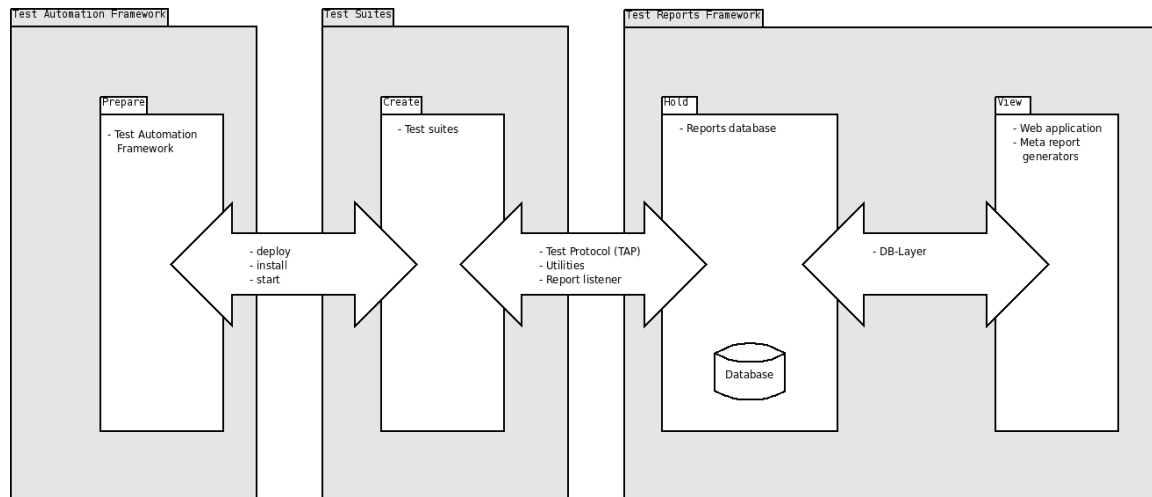 Test Automation Framework
Test Suites
Test Reports Framework
Prepare
- Test Automation
Framework
Create
- Test suites
Hold
- Reports database
View
- Web application
- Meta report
generators
- deploy
- install
- start
- Test Protocol (TAP)
- Utilities
- Report listener
- DB-Layer
Database